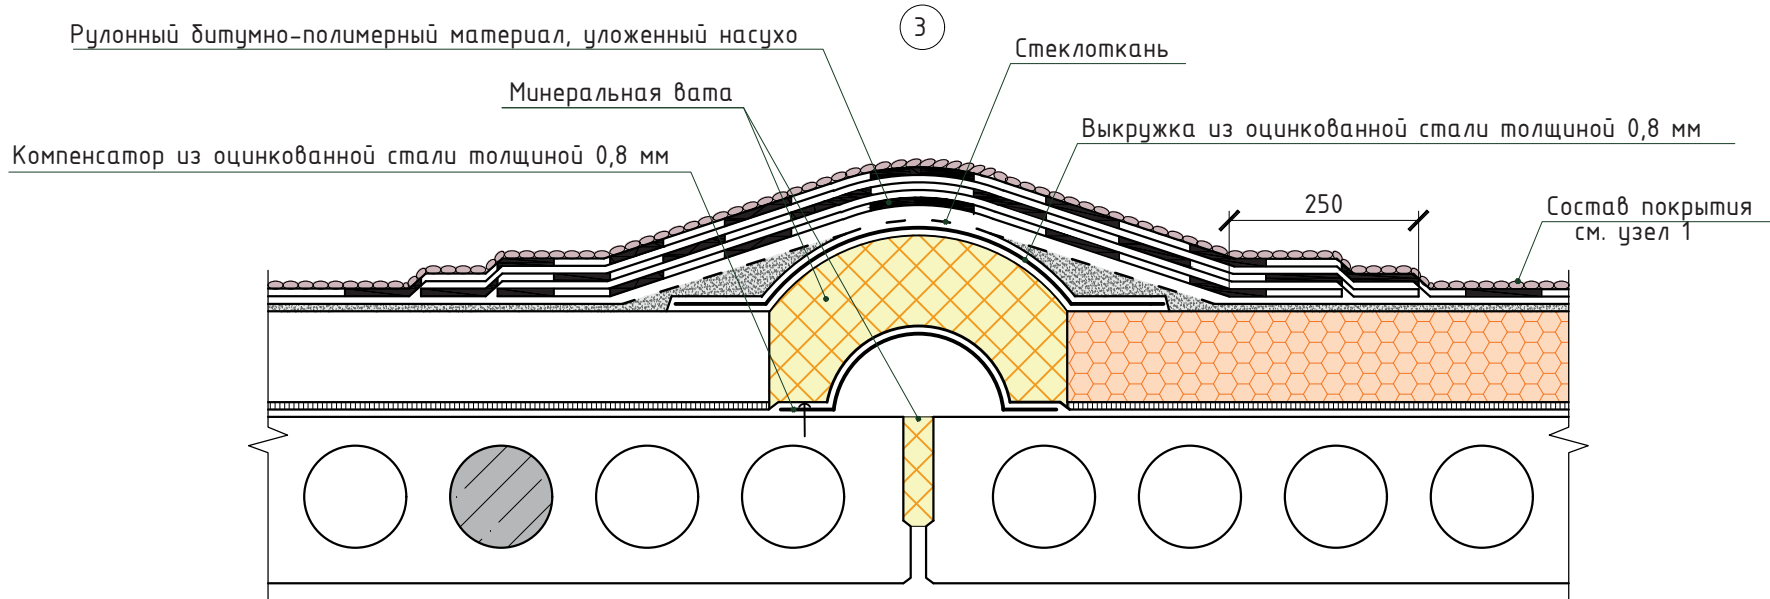 3
Рулонный битумно-полимерный материал, уложенный насухо
Стеклоткань
Минеральная вата
Выкружка из оцинкованной стали толщиной 0,8 мм
Компенсатор из оцинкованной стали толщиной 0,8 мм
250
Состав покрытия
см. узел 1